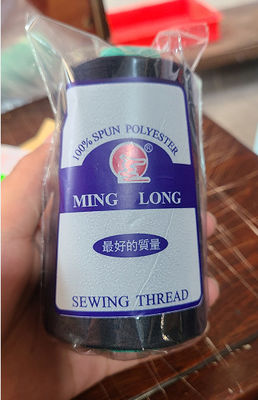 100% SPUN POLYESTER
®
MING LONG
最好的質量
SEWING THREAD